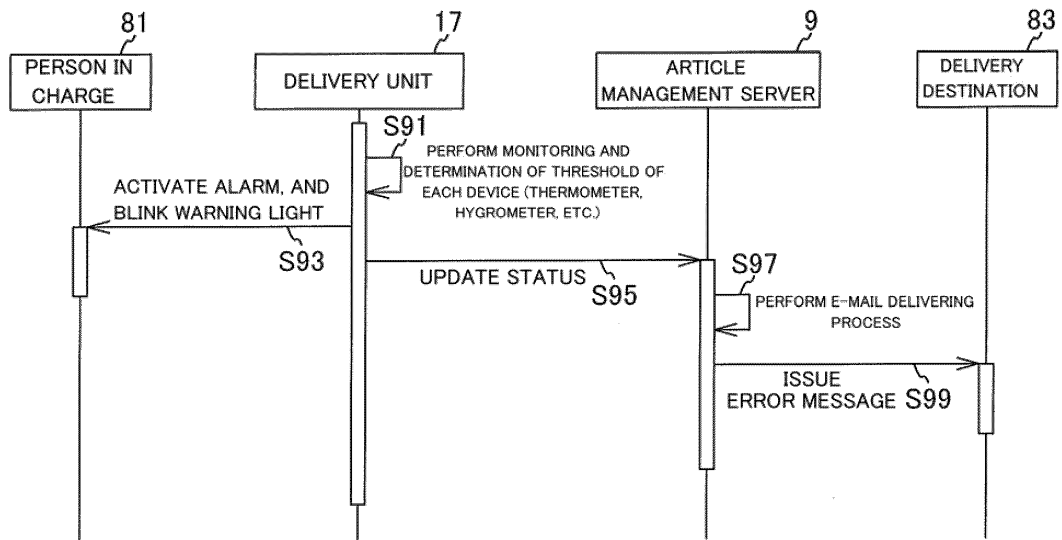 81
17
9
83
PERSON IN
CHARGE
DELIVERY UNIT
ARTICLE
MANAGEMENT SERVER
DELIVERY
DESTINATION
S91
PERFORM MONITORING AND
DETERMINATION OF THRESHOLD OF
EACH DEVICE (THERMOMETER,
HYGROMETER, ETC.)
ACTIVATE ALARM, AND
BLINK WARNING LIGHT
S93
UPDATE STATUS
S95
S97
PERFORM E-MAIL DELIVERING
PROCESS
ISSUE
ERROR MESSAGE S99